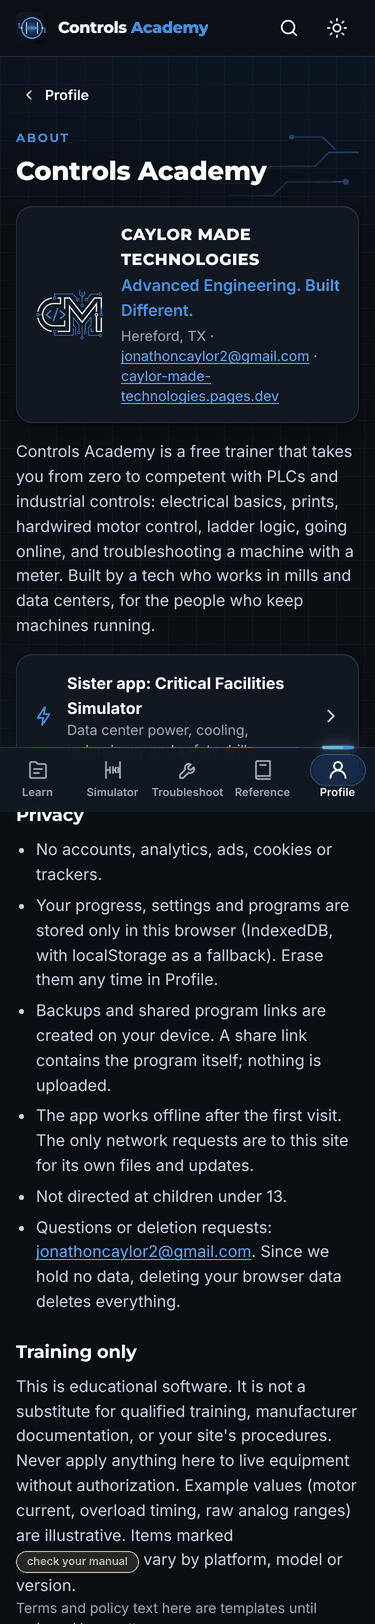 Controls Academy
Profile
ABOUT
Controls Academy
CAYLOR MADE
TECHNOLOGIES
Advanced Engineering. Built
Different.
Hereford, TX ·
jonathoncaylor2@gmail.com ·
caylor-made-
technologies.pages.dev
CM
Controls Academy is a free trainer that takes
you from zero to competent with PLCs and
industrial controls: electrical basics, prints,
hardwired motor control, ladder logic, going
online, and troubleshooting a machine with a
meter. Built by a tech who works in mills and
data centers, for the people who keep
machines running.
Sister app: Critical Facilities
Simulator
Data center power, cooling,
Learn
Simulator
Troubleshoot
Reference
Profile
Privacy
• No accounts, analytics, ads, cookies or
trackers.
• Your progress, settings and programs are
stored only in this browser (IndexedDB,
with localStorage as a fallback). Erase
them any time in Profile.
• Backups and shared program links are
created on your device. A share link
contains the program itself; nothing is
uploaded.
• The app works offline after the first visit.
The only network requests are to this site
for its own files and updates.
• Not directed at children under 13.
• Questions or deletion requests:
jonathoncaylor2@gmail.com. Since we
hold no data, deleting your browser data
deletes everything.
Training only
This is educational software. It is not a
substitute for qualified training, manufacturer
documentation, or your site's procedures.
Never apply anything here to live equipment
without authorization. Example values (motor
current, overload timing, raw analog ranges)
are illustrative. Items marked
check your manual vary by platform, model or
version.
Terms and policy text here are templates until